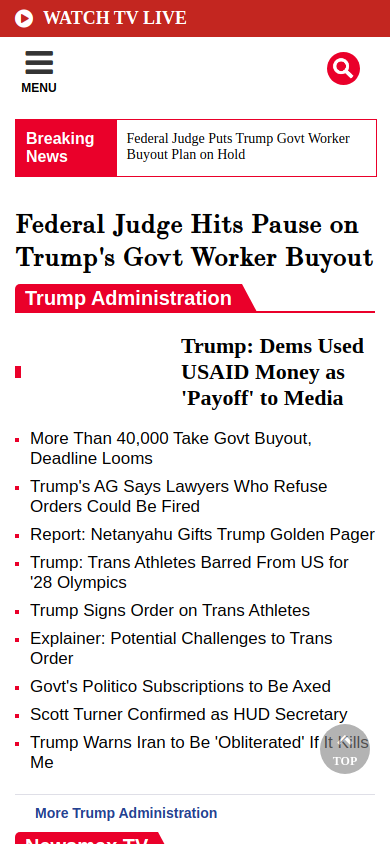 WATCH TV LIVE
MENU
Breaking
News
Federal Judge Puts Trump Govt Worker
Buyout Plan on Hold
Federal Judge Hits Pause on
Trump's Govt Worker Buyout
Trump Administration
Trump: Dems Used
USAID Money as
'Payoff' to Media
More Than 40,000 Take Govt Buyout,
Deadline Looms
Trump's AG Says Lawyers Who Refuse
Orders Could Be Fired
Report: Netanyahu Gifts Trump Golden Pager
Trump: Trans Athletes Barred From US for
'28 Olympics
Trump Signs Order on Trans Athletes
Explainer: Potential Challenges to Trans
Order
Govt's Politico Subscriptions to Be Axed
Scott Turner Confirmed as HUD Secretary
Trump Warns Iran to Be 'Obliterated' If It Kills
Me
TOP
More Trump Administration
Newsmax TV